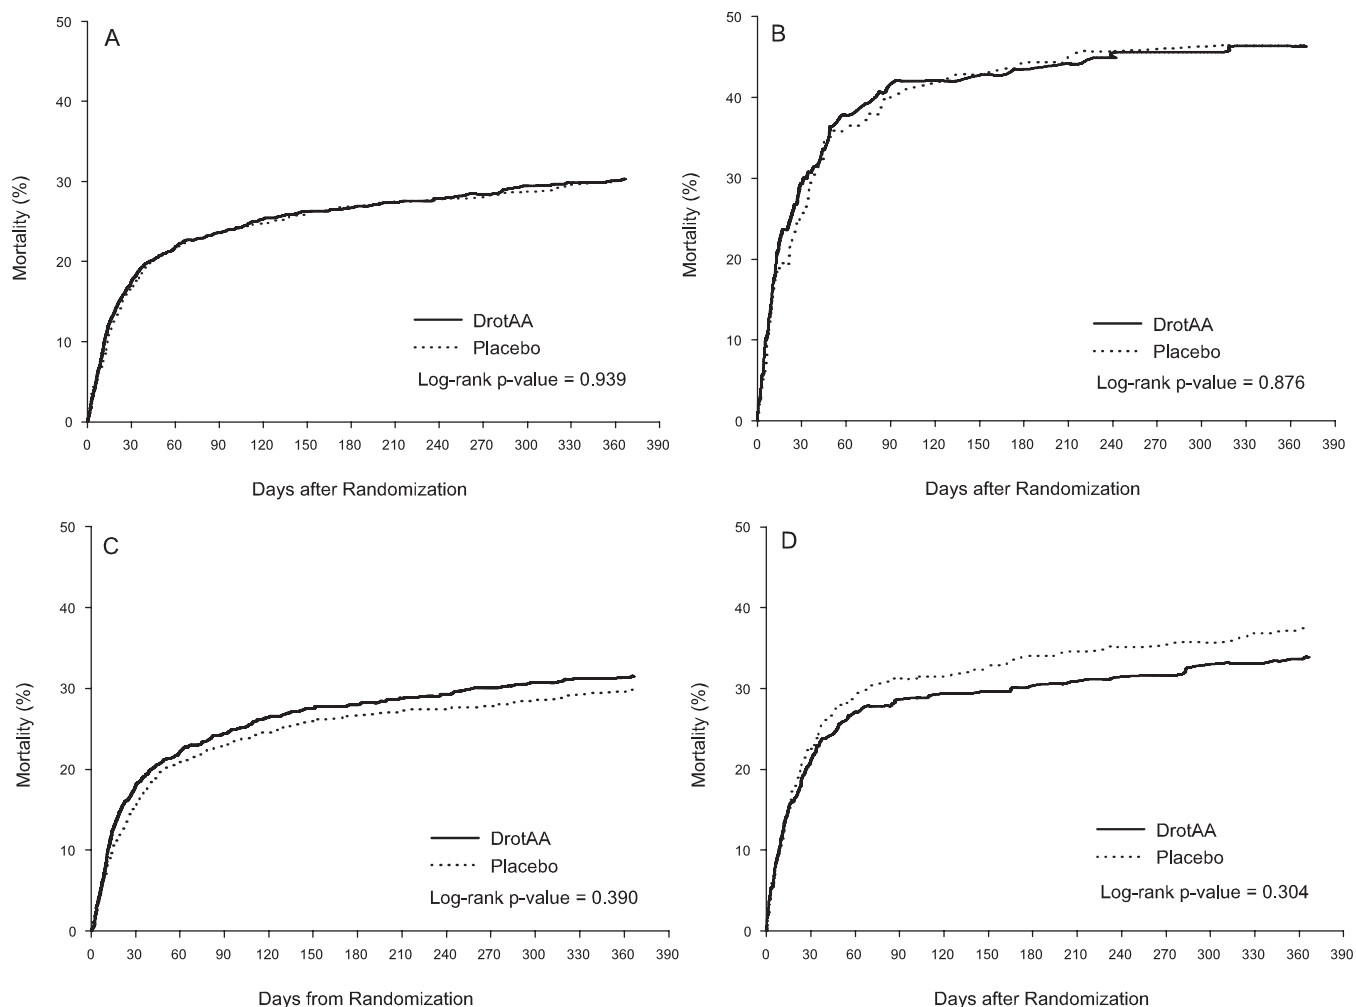 A
50
40
30
20
10
0
Mortality (%)
DrotAA
Placebo
Log-rank p-value = 0.939
0 30 60 90 120 150 180 210 240 270 300 330 360 390
Days after Randomization
B
50
40
30
20
10
0
Mortality (%)
DrotAA
Placebo
Log-rank p-value = 0.876
0 30 60 90 120 150 180 210 240 270 300 330 360 390
Days after Randomization
C
50
40
30
20
10
0
Mortality (%)
DrotAA
Placebo
Log-rank p-value = 0.390
0 30 60 90 120 150 180 210 240 270 300 330 360 390
Days from Randomization
D
50
40
30
20
10
0
Mortality (%)
DrotAA
Placebo
Log-rank p-value = 0.304
0 30 60 90 120 150 180 210 240 270 300 330 360 390
Days after Randomization